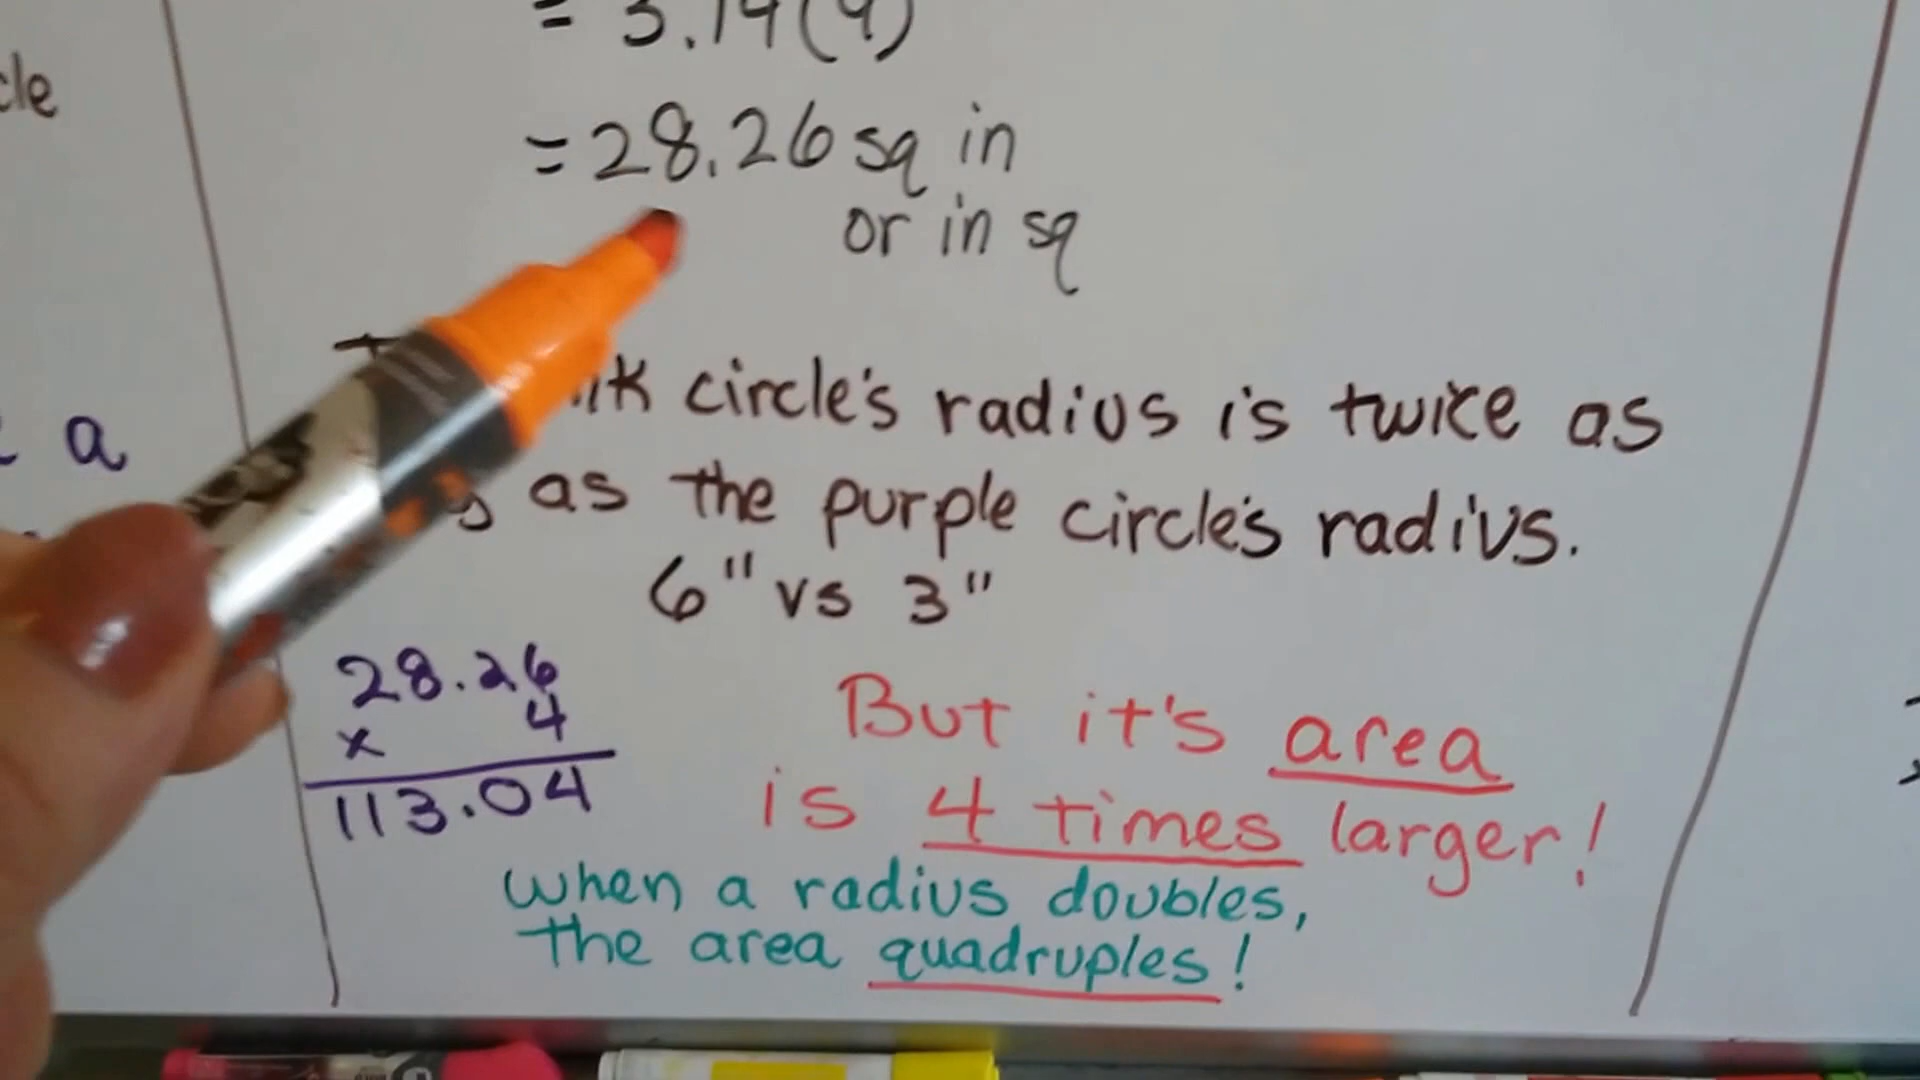 cle
= 3.14(9)
= 28.26 sq in
or in sq
circle's radius is twice as
a
as the purple circle's radius.
6" vs 3"
28.26
x 4
113.04
But it's area
is 4 times larger!
when a radius doubles,
the area quadruples!